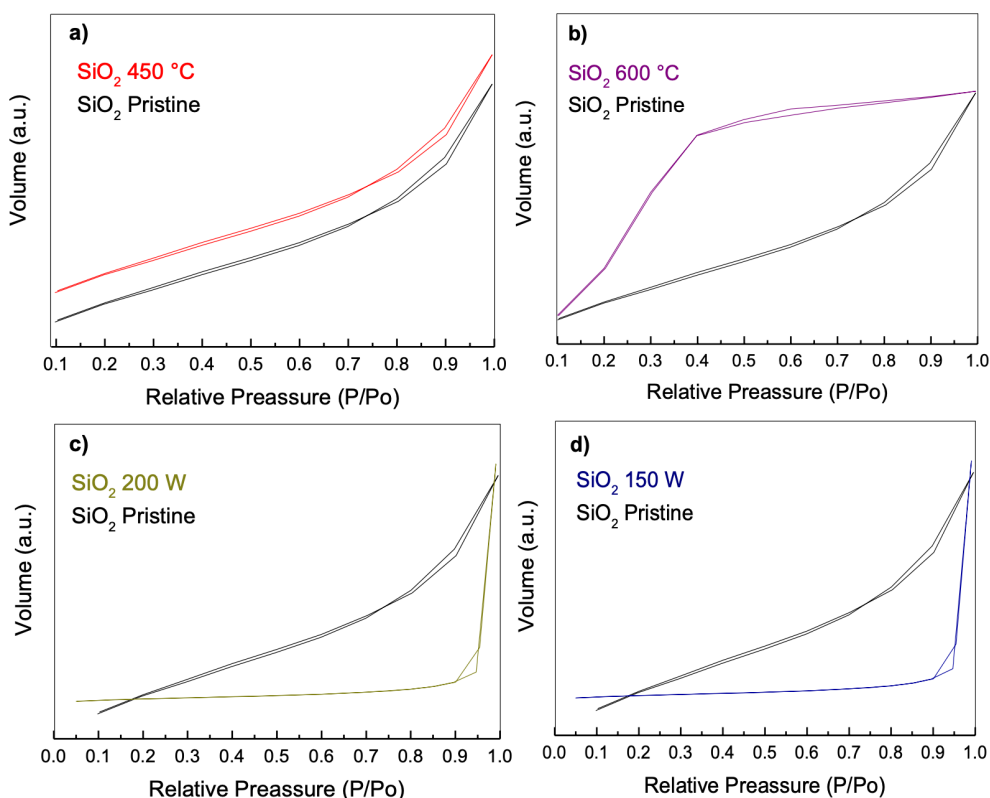 a)
SiO2 450 °C
SiO2 Pristine
Volume (a.u.)
0.1 0.2 0.3 0.4 0.5 0.6 0.7 0.8 0.9 1.0
Relative Preassure (P/Po)
b)
SiO2 600 °C
SiO2 Pristine
Volume (a.u.)
0.1 0.2 0.3 0.4 0.5 0.6 0.7 0.8 0.9 1.0
Relative Preassure (P/Po)
c)
SiO2 200 W
SiO2 Pristine
Volume (a.u.)
0.0 0.1 0.2 0.3 0.4 0.5 0.6 0.7 0.8 0.9 1.0
Relative Preassure (P/Po)
d)
SiO2 150 W
SiO2 Pristine
Volume (a.u.)
0.0 0.1 0.2 0.3 0.4 0.5 0.6 0.7 0.8 0.9 1.0
Relative Preassure (P/Po)